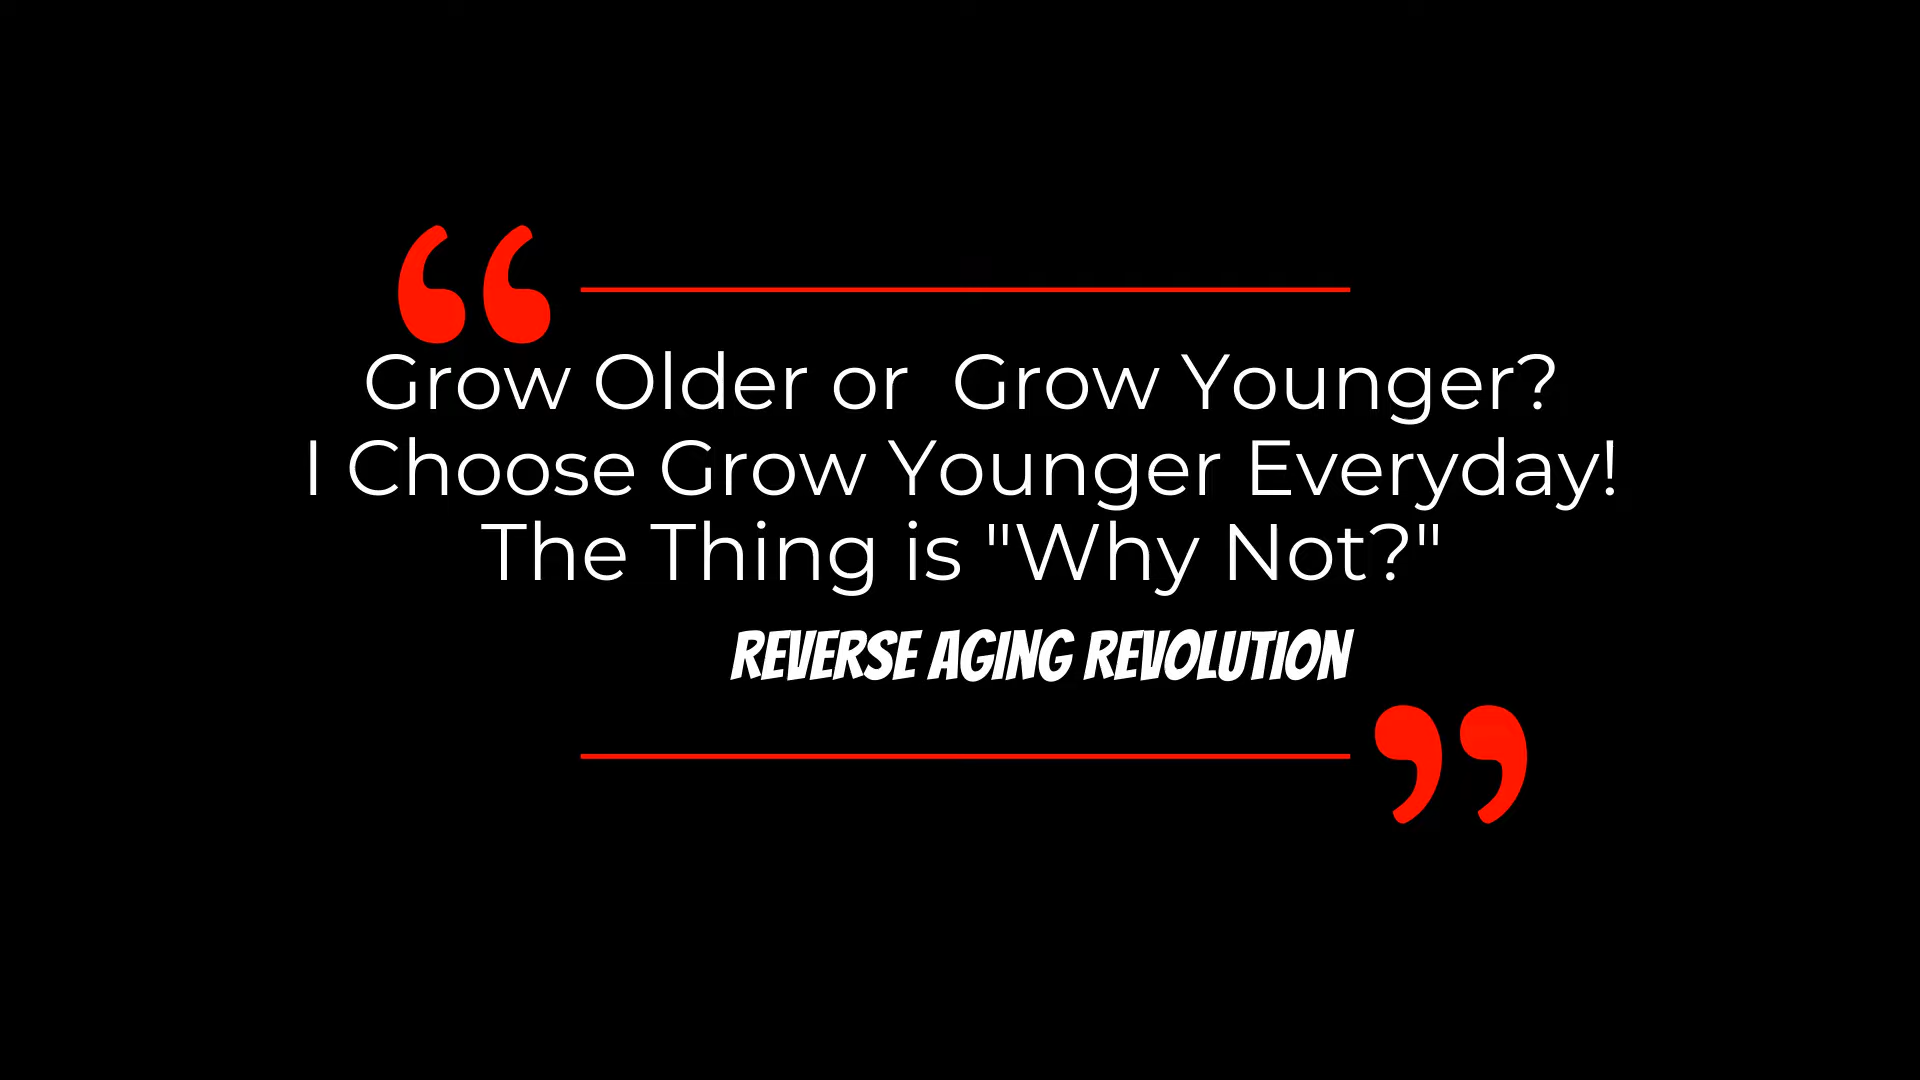 Grow Older or  Grow Younger?
I Choose Grow Younger Everyday!
The Thing is "Why Not?"
REVERSE AGING REVOLUTION